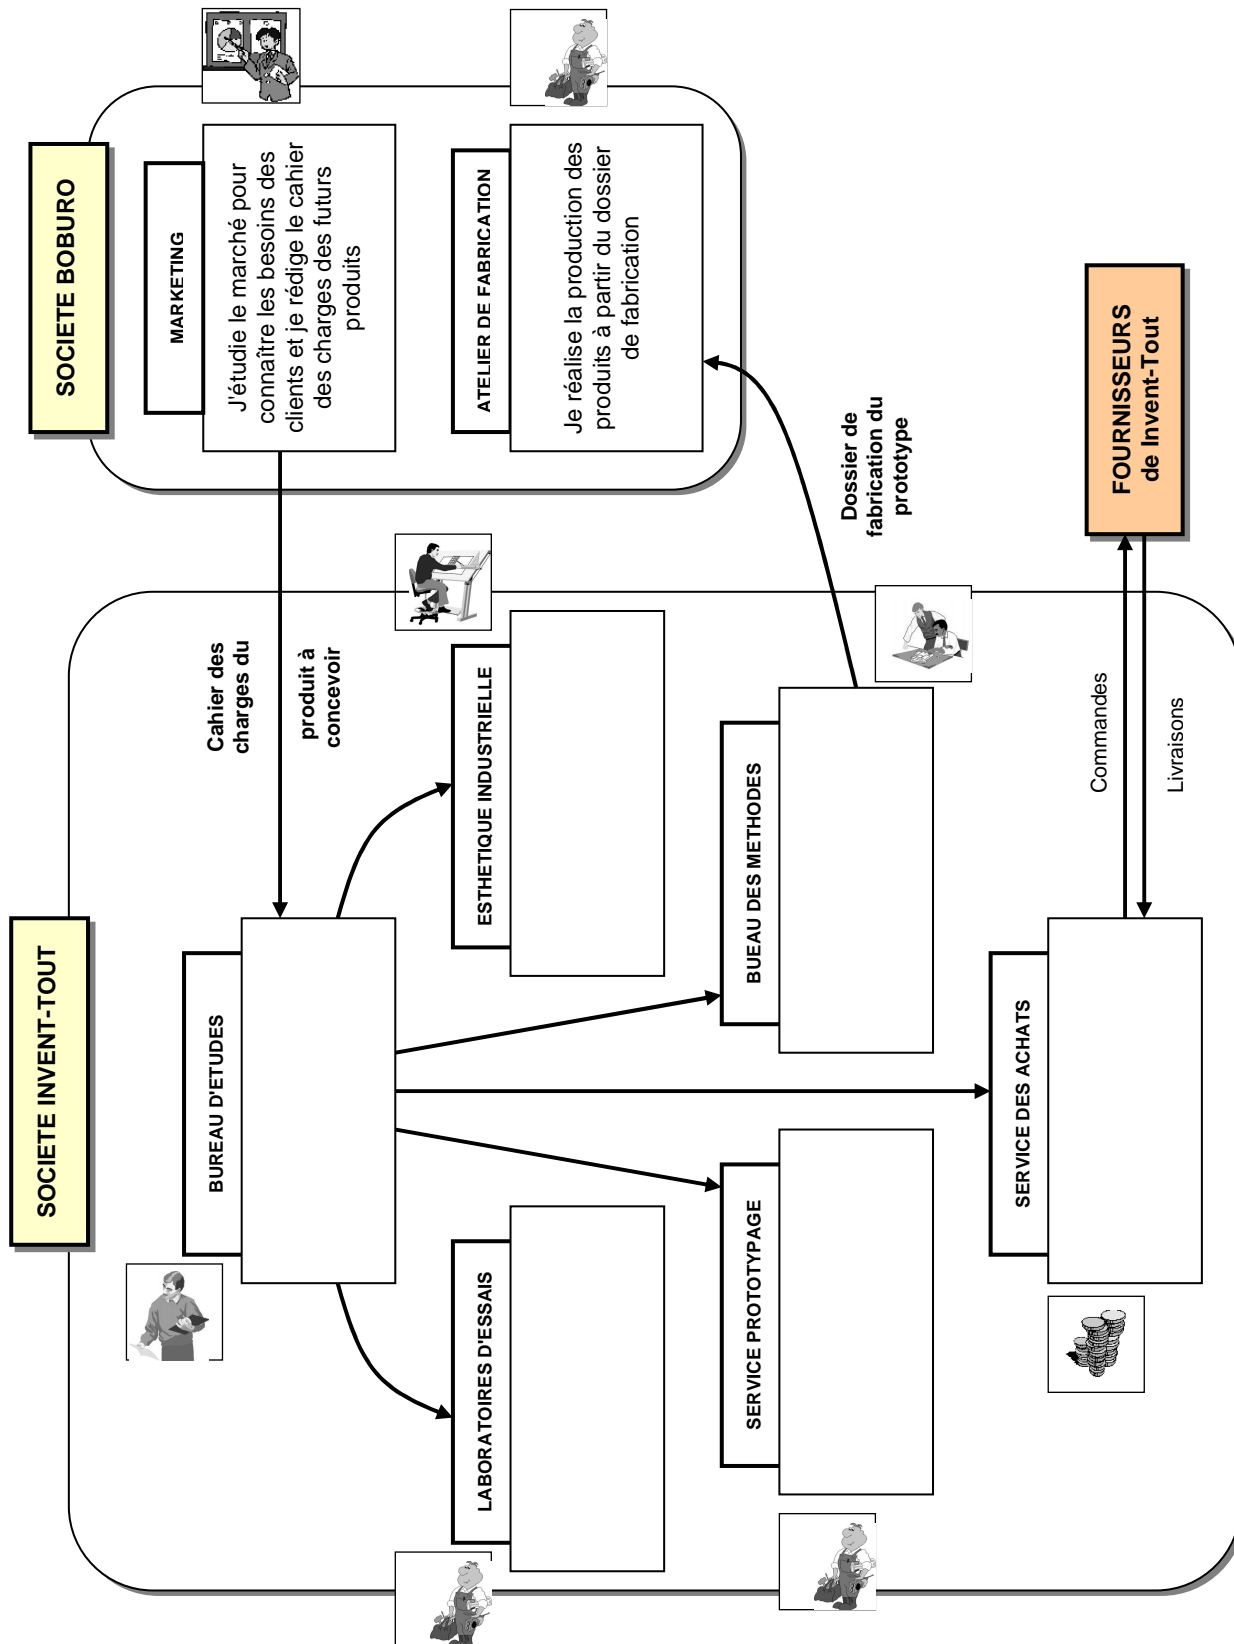 SOCIETE INVENT-TOUT
BUREAU D'ETUDES
LABORATOIRES D'ESSAIS
ESTHETIQUE INDUSTRIELLE
SERVICE PROTOTYPAGE
BUEAU DES METHODES
SERVICE DES ACHATS
Cahier des
charges du
produit à
concevoir
SOCIETE BOBURO
MARKETING
J'étudie le marché pour
connaître les besoins des
clients et je rédige le cahier
des charges des futurs
produits
ATELIER DE FABRICATION
Je réalise la production des
produits à partir du dossier
de fabrication
Dossier de
fabrication du
prototype
Commandes
Livraisons
FOURNISSEURS
de Invent-Tout